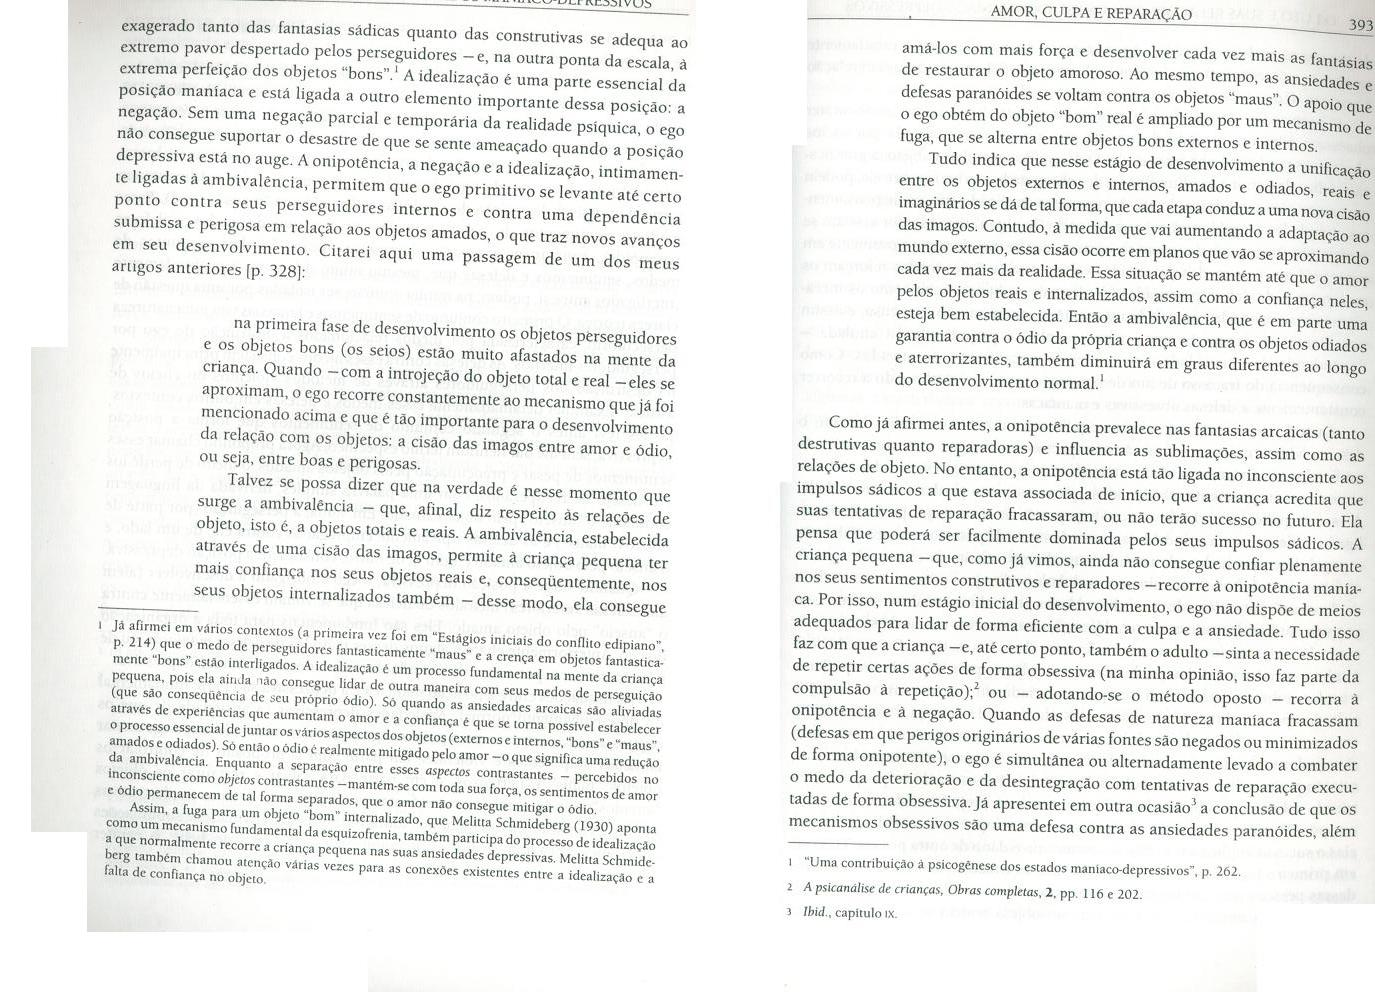 MANÍACO-DEPRESSIVOS
exagerado tanto das fantasias sádicas quanto das construtivas se adequa ao
extremo pavor despertado pelos perseguidores — e, na outra ponta da escala, à
extrema perfeição dos objetos “bons”.¹ A idealização é uma parte essencial da
posição maníaca e está ligada a outro elemento importante dessa posição: a
negação. Sem uma negação parcial e temporária da realidade psíquica, o ego
não consegue suportar o desastre de que se sente ameaçado quando a posição
depressiva está no auge. A onipotência, a negação e a idealização, intimamen-
te ligadas à ambivalência, permitem que o ego primitivo se levante até certo
ponto contra seus perseguidores internos e contra uma dependência
submissa e perigosa em relação aos objetos amados, o que traz novos avanços
em seu desenvolvimento. Citarei aqui uma passagem de um dos meus
artigos anteriores [p. 328]:
na primeira fase de desenvolvimento os objetos perseguidores
e os objetos bons (os seios) estão muito afastados na mente da
criança. Quando — com a introjeção do objeto total e real — eles se
aproximam, o ego recorre constantemente ao mecanismo que já foi
mencionado acima e que é tão importante para o desenvolvimento
da relação com os objetos: a cisão das imagos entre amor e ódio,
ou seja, entre boas e perigosas.
Talvez se possa dizer que na verdade é nesse momento que
surge a ambivalência — que, afinal, diz respeito às relações de
objeto, isto é, a objetos totais e reais. A ambivalência, estabelecida
através de uma cisão das imagos, permite à criança pequena ter
mais confiança nos seus objetos reais e, conseqüentemente, nos
seus objetos internalizados também — desse modo, ela consegue
1 Já afirmei em vários contextos (a primeira vez foi em “Estágios iniciais do conflito edipiano”,
p. 214) que o medo de perseguidores fantasticamente “maus” e a crença em objetos fantastica-
mente “bons” estão interligados. A idealização é um processo fundamental na mente da criança
pequena, pois ela ainda não consegue lidar de outra maneira com seus medos de perseguição
(que são conseqüência de seu próprio ódio). Só quando as ansiedades arcaicas são aliviadas
através de experiências que aumentam o amor e a confiança é que se torna possível estabelecer
o processo essencial de juntar os vários aspectos dos objetos (externos e internos, “bons” e “maus”,
amados e odiados). Só então o ódio é realmente mitigado pelo amor — o que significa uma redução
da ambivalência. Enquanto a separação entre esses aspectos contrastantes — percebidos no
inconsciente como objetos contrastantes — mantém-se com toda sua força, os sentimentos de amor
e ódio permanecem de tal forma separados, que o amor não consegue mitigar o ódio.
Assim, a fuga para um objeto “bom” internalizado, que Melitta Schmideberg (1930) aponta
como um mecanismo fundamental da esquizofrenia, também participa do processo de idealização
a que normalmente recorre a criança pequena nas suas ansiedades depressivas. Melitta Schmide-
berg também chamou atenção várias vezes para as conexões existentes entre a idealização e a
falta de confiança no objeto.
AMOR, CULPA E REPARAÇÃO 393
amá-los com mais força e desenvolver cada vez mais as fantasias
de restaurar o objeto amoroso. Ao mesmo tempo, as ansiedades e
defesas paranóides se voltam contra os objetos “maus”. O apoio que
o ego obtém do objeto “bom” real é ampliado por um mecanismo de
fuga, que se alterna entre objetos bons externos e internos.
Tudo indica que nesse estágio de desenvolvimento a unificação
entre os objetos externos e internos, amados e odiados, reais e
imaginários se dá de tal forma, que cada etapa conduz a uma nova cisão
das imagos. Contudo, à medida que vai aumentando a adaptação ao
mundo externo, essa cisão ocorre em planos que vão se aproximando
cada vez mais da realidade. Essa situação se mantém até que o amor
pelos objetos reais e internalizados, assim como a confiança neles,
esteja bem estabelecida. Então a ambivalência, que é em parte uma
garantia contra o ódio da própria criança e contra os objetos odiados
e aterrorizantes, também diminuirá em graus diferentes ao longo
do desenvolvimento normal.¹
Como já afirmei antes, a onipotência prevalece nas fantasias arcaicas (tanto
destrutivas quanto reparadoras) e influencia as sublimações, assim como as
relações de objeto. No entanto, a onipotência está tão ligada no inconsciente aos
impulsos sádicos a que estava associada de início, que a criança acredita que
suas tentativas de reparação fracassaram, ou não terão sucesso no futuro. Ela
pensa que poderá ser facilmente dominada pelos seus impulsos sádicos. A
criança pequena — que, como já vimos, ainda não consegue confiar plenamente
nos seus sentimentos construtivos e reparadores — recorre à onipotência manía-
ca. Por isso, num estágio inicial do desenvolvimento, o ego não dispõe de meios
adequados para lidar de forma eficiente com a culpa e a ansiedade. Tudo isso
faz com que a criança — e, até certo ponto, também o adulto — sinta a necessidade
de repetir certas ações de forma obsessiva (na minha opinião, isso faz parte da
compulsão à repetição);² ou — adotando-se o método oposto — recorra à
onipotência e à negação. Quando as defesas de natureza maníaca fracassam
(defesas em que perigos originários de várias fontes são negados ou minimizados
de forma onipotente), o ego é simultânea ou alternadamente levado a combater
o medo da deterioração e da desintegração com tentativas de reparação execu-
tadas de forma obsessiva. Já apresentei em outra ocasião³ a conclusão de que os
mecanismos obsessivos são uma defesa contra as ansiedades paranóides, além
1 “Uma contribuição à psicogênese dos estados maníaco-depressivos”, p. 262.
2 A psicanálise de crianças, Obras completas, 2, pp. 116 e 202.
3 Ibid., capítulo IX.